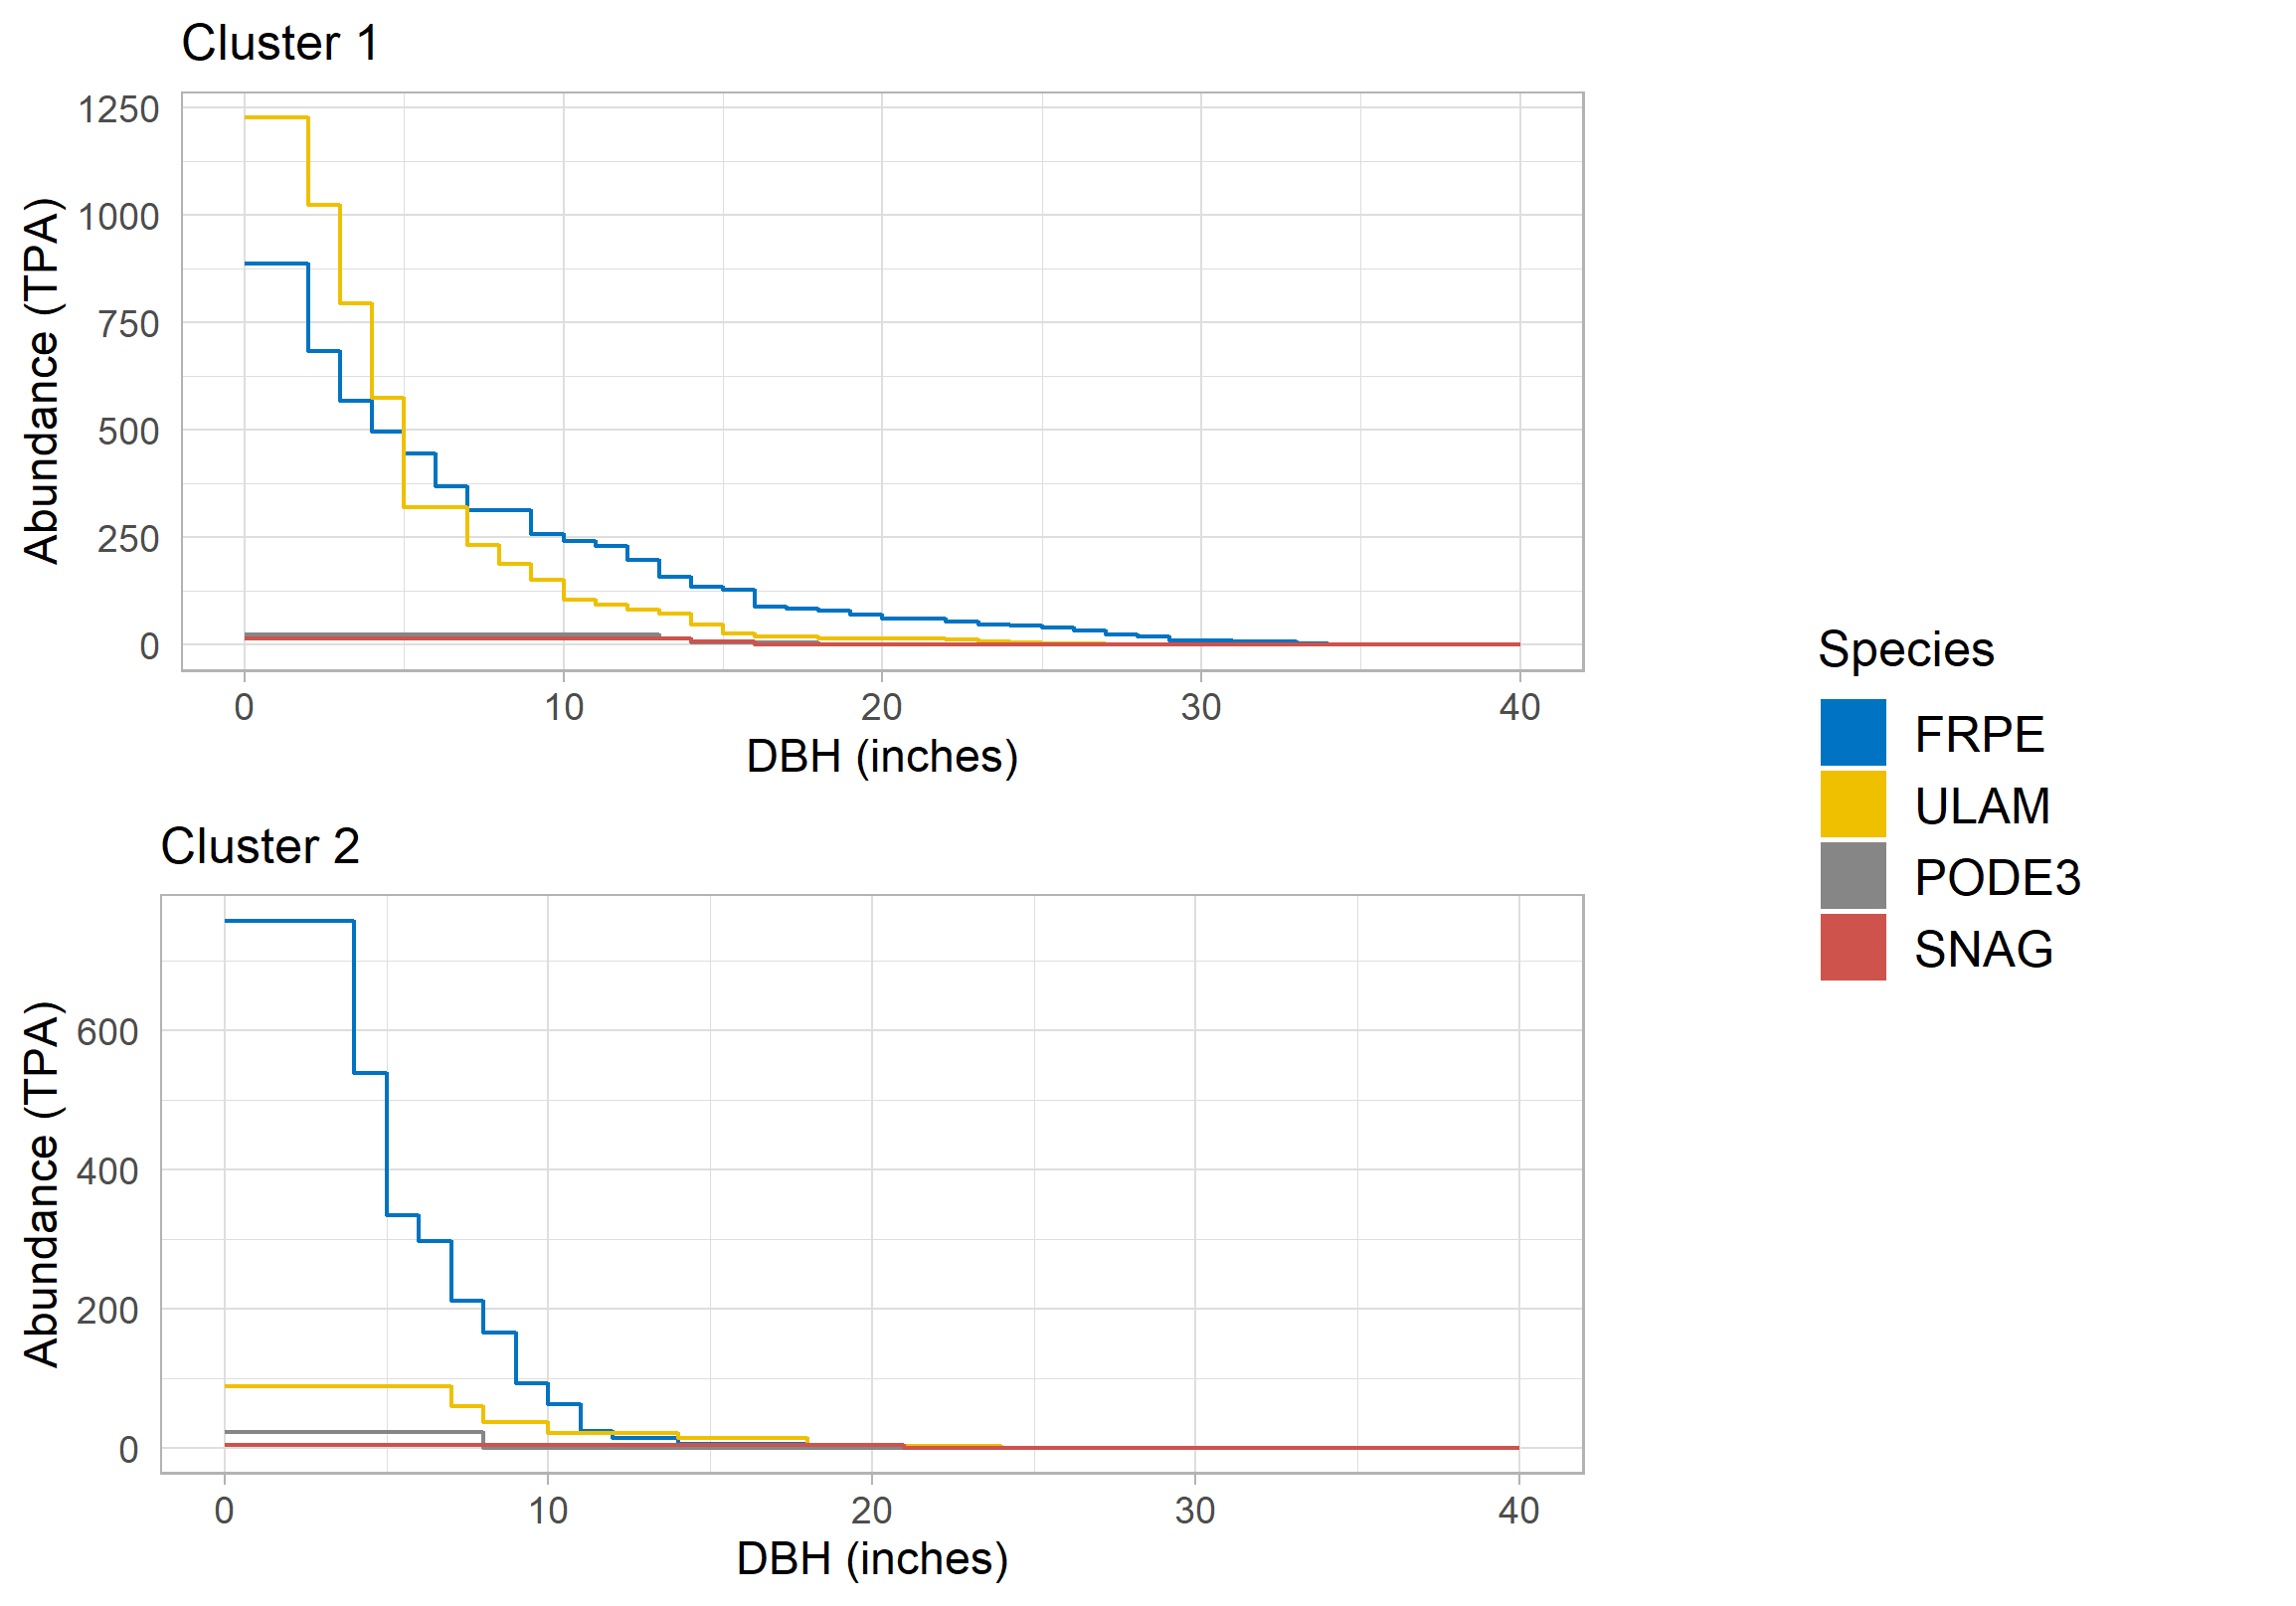 Cluster 1
1250
1000
750
500
250
0
Abundance (TPA)
0 10 20 30 40
DBH (inches)
Cluster 2
600
400
200
0
Abundance (TPA)
0 10 20 30 40
DBH (inches)
Species
FRPE
ULAM
PODE3
SNAG